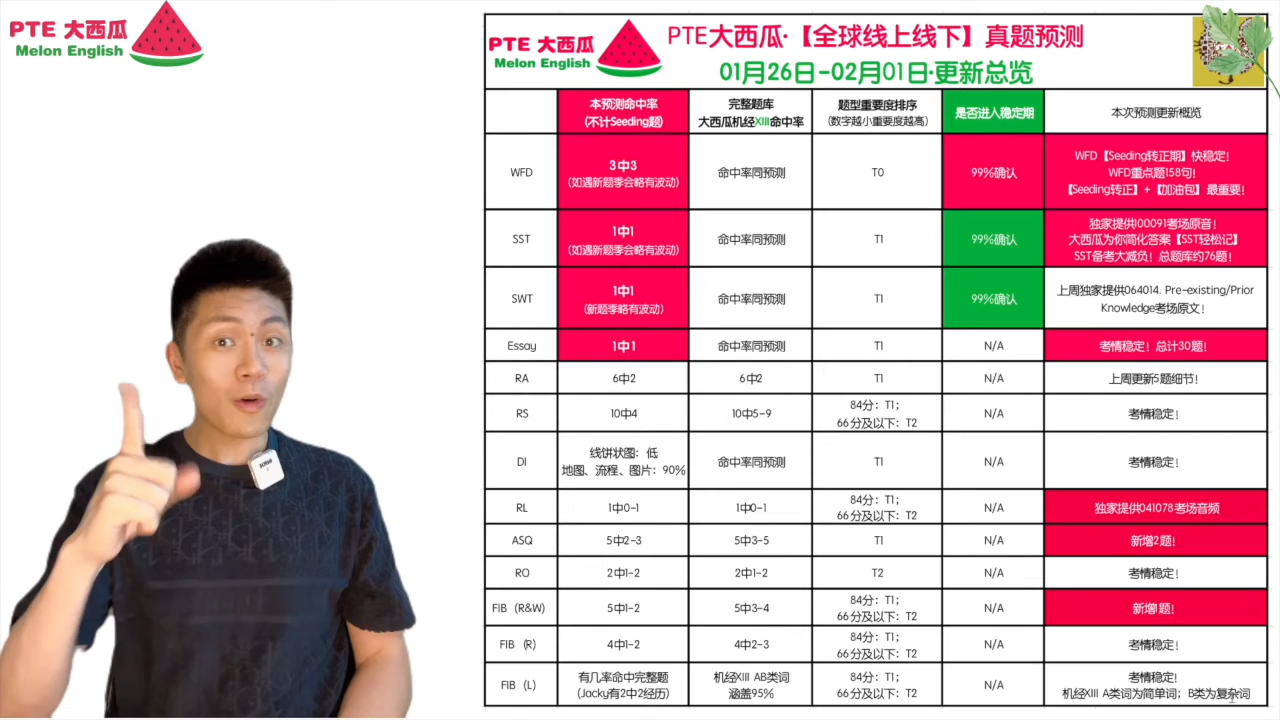 PTE 大西瓜
Melon English
PTE 大西瓜
Melon English
PTE大西瓜·【全球线上线下】真题预测
01月26日-02月01日·更新总览
本预测命中率
(不计Seeding题)
完整题库
大西瓜机经XIII命中率
题型重要度排序
(数字越小重要度越高)
是否进入稳定期
本次预测更新概览
WFD
3中3
(如遇新题季会略有波动)
命中率同预测
T0
99%确认
WFD【Seeding转正期】快稳定!
WFD重点题158句!
【Seeding转正】+【加油包】最重要!
SST
1中1
(如遇新题季会略有波动)
命中率同预测
T1
99%确认
独家提供100091考场原音!
大西瓜为你简化答案【SST轻松记】
SST备考大减负! 总题库约76题!
SWT
1中1
(新题季略有波动)
命中率同预测
T1
99%确认
上周独家提供064014. Pre-existing/Prior
Knowledge考场原文!
Essay
1中1
命中率同预测
T1
N/A
考情稳定! 总计30题!
RA
6中2
6中2
T1
N/A
上周更新5题细节!
RS
10中4
10中5-9
84分: T1;
66分及以下: T2
N/A
考情稳定!
DI
线饼状图: 低
地图、流程、图片: 90%
命中率同预测
T1
N/A
考情稳定!
RL
1中0-1
1中0-1
84分: T1;
66分及以下: T2
N/A
独家提供041078考场音频
ASQ
5中2-3
5中3-5
T1
N/A
新增2题!
RO
2中1-2
2中1-2
T2
N/A
考情稳定!
FIB (R&W)
5中1-2
5中3-4
84分: T1;
66分及以下: T2
N/A
新增1题!
FIB (R)
4中1-2
4中2-3
84分: T1;
66分及以下: T2
N/A
考情稳定!
FIB (L)
有几率命中完整题
(Jacky有2中2经历)
机经XIII AB类词
涵盖95%
84分: T1;
66分及以下: T2
N/A
考情稳定!
机经XIII A类词为简单词; B类为复杂词